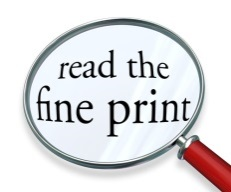 read the
fine print